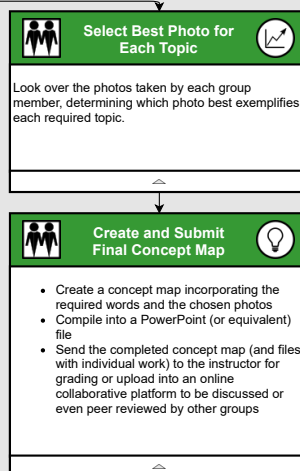 Select Best Photo for
Each Topic
Look over the photos taken by each group
member, determining which photo best exemplifies
each required topic.
Create and Submit
Final Concept Map
• Create a concept map incorporating the
required words and the chosen photos
• Compile into a PowerPoint (or equivalent)
file
• Send the completed concept map (and files
with individual work) to the instructor for
grading or upload into an online
collaborative platform to be discussed or
even peer reviewed by other groups